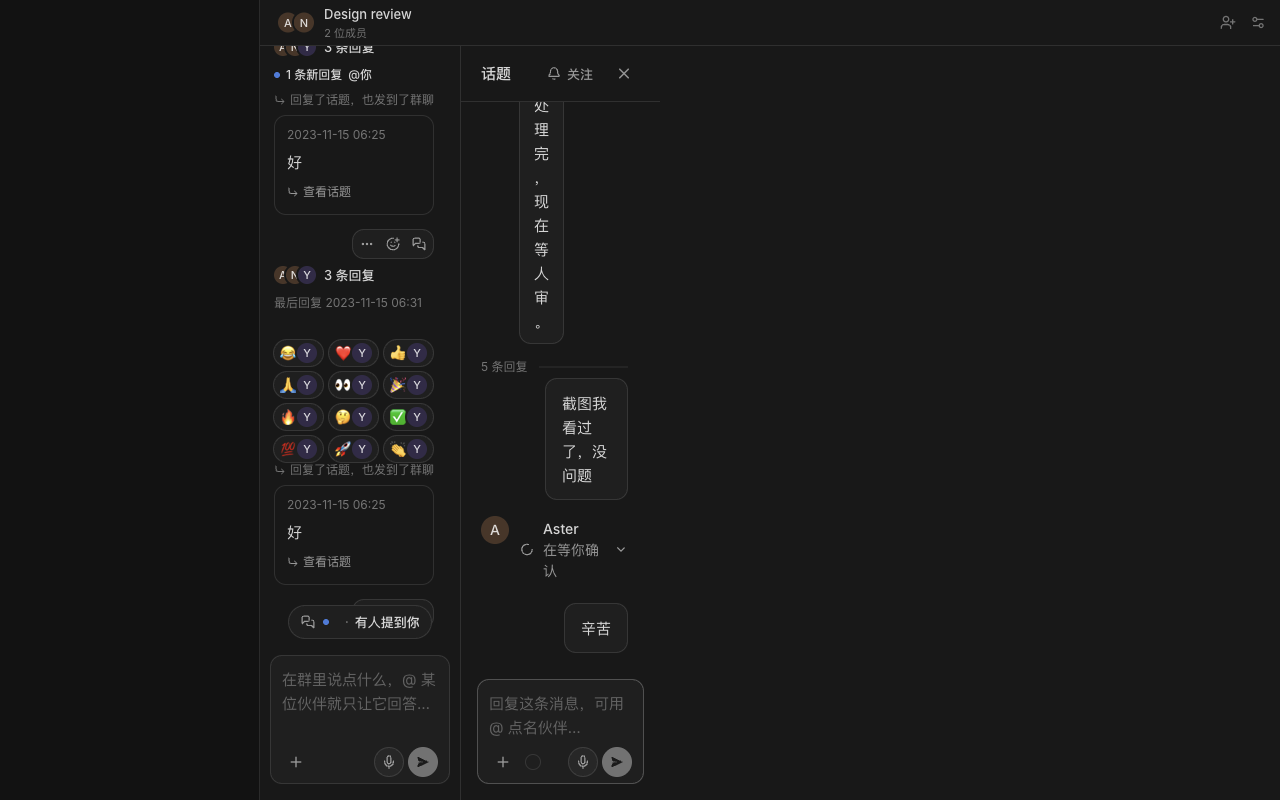 A N Design review
2 位成员
3 条回复
1 条新回复 @你
回复了话题，也发到了群聊
2023-11-15 06:25
好
查看话题
A N Y 3 条回复
最后回复 2023-11-15 06:31
😂 Y ❤️ Y 👍 Y
🙏 Y 👀 Y 🎉 Y
🔥 Y 🤔 Y ✅ Y
💯 Y 🚀 Y 👏 Y
回复了话题，也发到了群聊
2023-11-15 06:25
好
查看话题
· 有人提到你
在群里说点什么，@ 某
位伙伴就只让它回答...
话题 关注
处
理
完
，
现
在
等
人
审
。
5 条回复
截图我
看过
了，没
问题
A Aster
在等你确
认
辛苦
回复这条消息，可用
@ 点名伙伴...